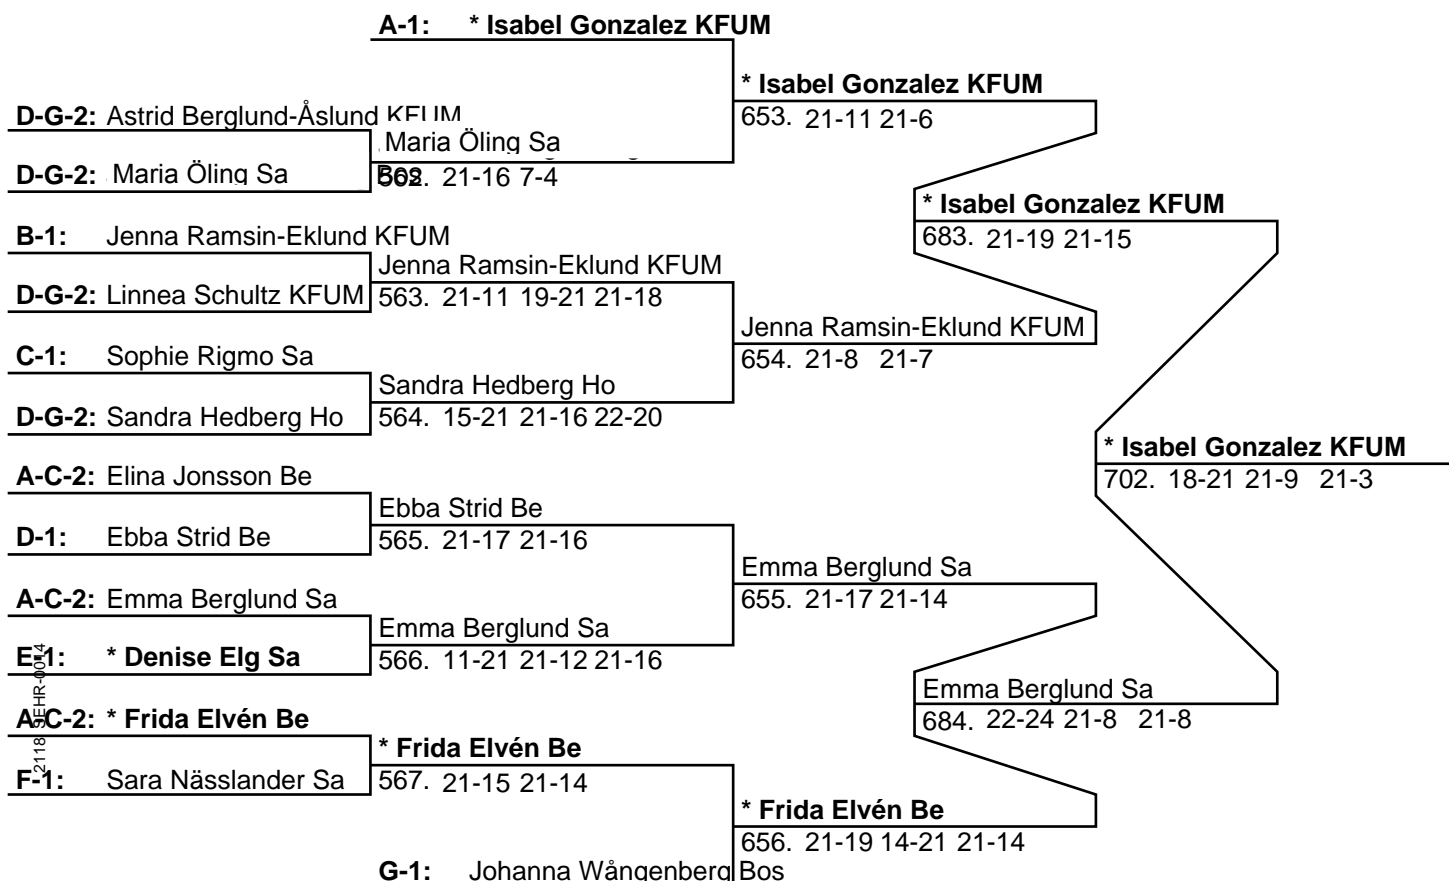 A-1: * Isabel Gonzalez KFUM
* Isabel Gonzalez KFUM
D-G-2: Astrid Berglund-Åslund KFUM
653. 21-11 21-6
Maria Öling Sa
D-G-2: Maria Öling Sa
562. 21-16 7-4
* Isabel Gonzalez KFUM
B-1: Jenna Ramsin-Eklund KFUM
683. 21-19 21-15
Jenna Ramsin-Eklund KFUM
D-G-2: Linnea Schultz KFUM
563. 21-11 19-21 21-18
Jenna Ramsin-Eklund KFUM
C-1: Sophie Rigmo Sa
654. 21-8 21-7
Sandra Hedberg Ho
D-G-2: Sandra Hedberg Ho
564. 15-21 21-16 22-20
* Isabel Gonzalez KFUM
A-C-2: Elina Jonsson Be
702. 18-21 21-9 21-3
Ebba Strid Be
D-1: Ebba Strid Be
565. 21-17 21-16
Emma Berglund Sa
A-C-2: Emma Berglund Sa
655. 21-17 21-14
Emma Berglund Sa
E-1: * Denise Elg Sa
566. 11-21 21-12 21-16
Emma Berglund Sa
A-C-2: * Frida Elvén Be
684. 22-24 21-8 21-8
* Frida Elvén Be
F-1: Sara Nässlander Sa
567. 21-15 21-14
* Frida Elvén Be
656. 21-19 14-21 21-14
G-1: Johanna Wångenberg Bos